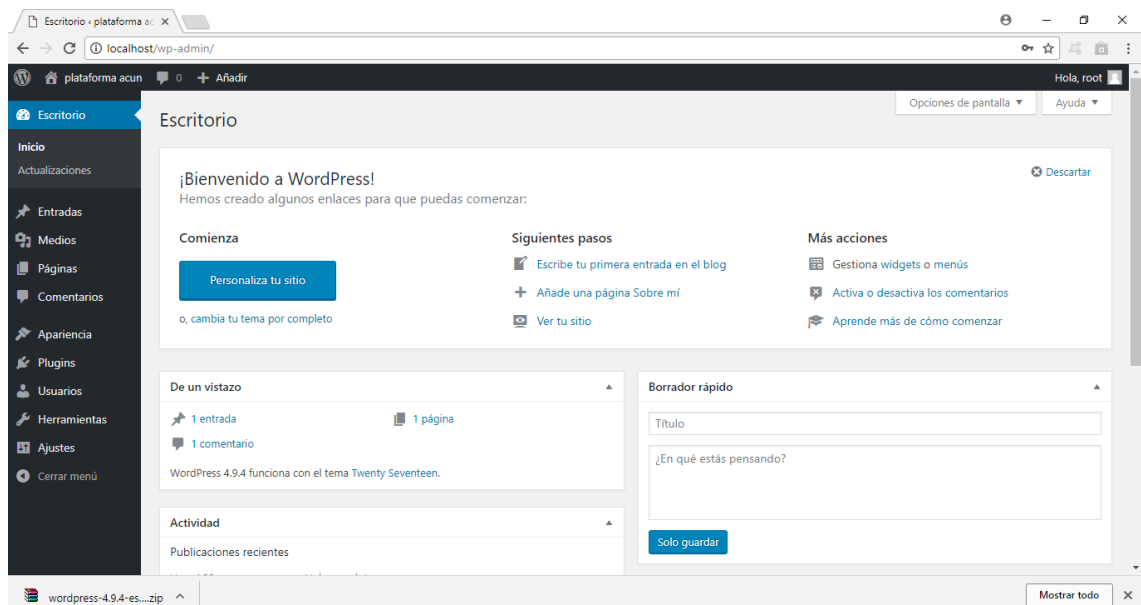 Escritorio ‹ plataforma ac
localhost/wp-admin/
plataforma acun 0 Añadir Hola, root
Opciones de pantalla Ayuda
Escritorio
Inicio
Actualizaciones
Entradas
Medios
Páginas
Comentarios
Apariencia
Plugins
Usuarios
Herramientas
Ajustes
Cerrar menú
Escritorio
¡Bienvenido a WordPress!
Descartar
Hemos creado algunos enlaces para que puedas comenzar:
Comienza
Personaliza tu sitio
o, cambia tu tema por completo
Siguientes pasos
Escribe tu primera entrada en el blog
Añade una página Sobre mí
Ver tu sitio
Más acciones
Gestiona widgets o menús
Activa o desactiva los comentarios
Aprende más de cómo comenzar
De un vistazo
1 entrada
1 página
1 comentario
WordPress 4.9.4 funciona con el tema Twenty Seventeen.
Actividad
Publicaciones recientes
Borrador rápido
Título
¿En qué estás pensando?
Solo guardar
wordpress-4.9.4-es....zip
Mostrar todo